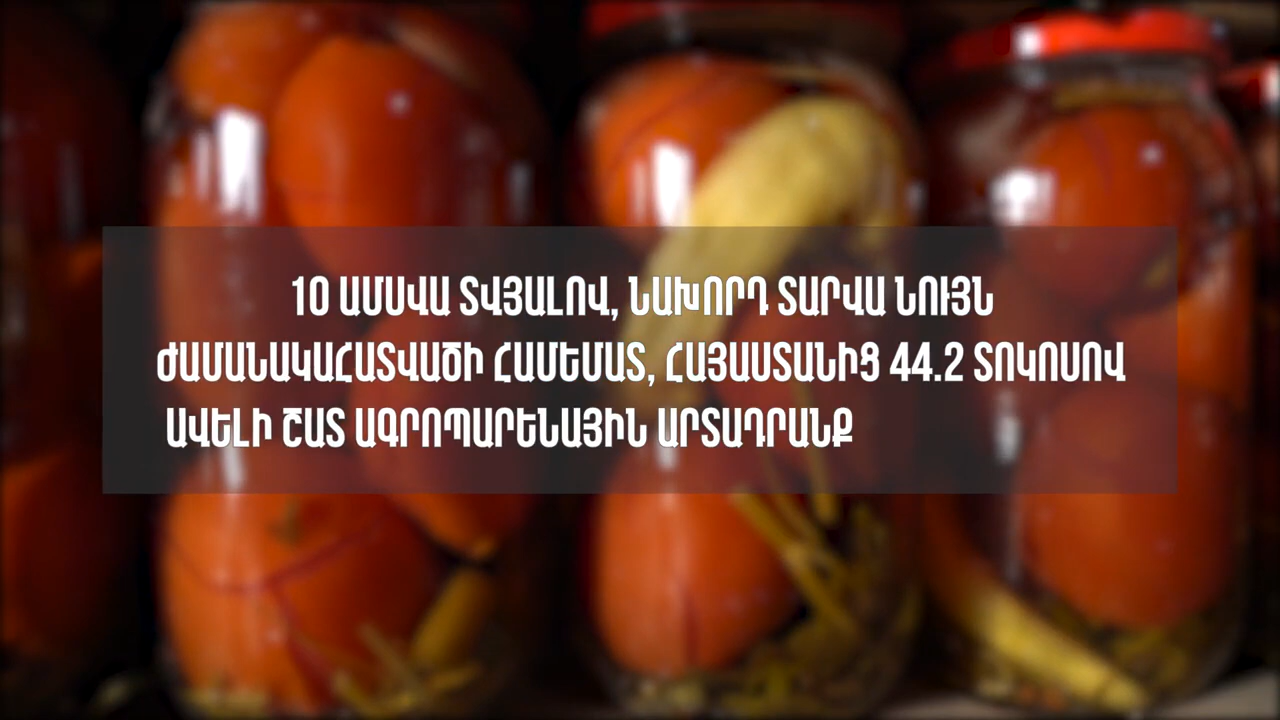 10 ԱՄՍՎԱ ՏՎՅԱԼՈՎ, ՆԱԽՈՐԴ ՏԱՐՎԱ ՆՈՒՅՆ
ԺԱՄԱՆԱԿԱՀԱՏՎԱԾԻ ՀԱՄԵՄԱՏ, ՀԱՅԱՍՏԱՆԻՑ 44.2 ՏՈԿՈՍՈՎ
ԱՎԵԼԻ ՇԱՏ ԱԳՐՈՊԱՐԵՆԱՅԻՆ ԱՐՏԱԴՐԱՆՔ